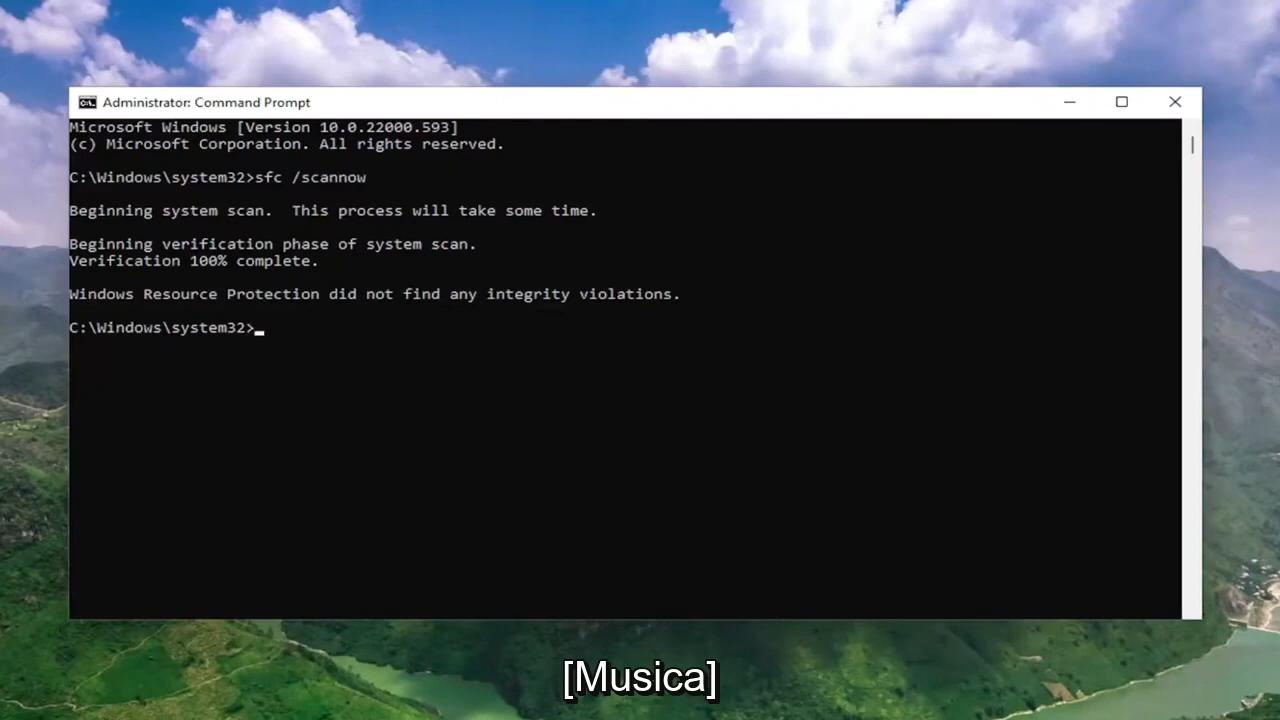 Administrator: Command Prompt
Microsoft Windows [Version 10.0.22000.593]
(c) Microsoft Corporation. All rights reserved.
C:\Windows\system32>sfc /scannow
Beginning system scan.  This process will take some time.
Beginning verification phase of system scan.
Verification 100% complete.
Windows Resource Protection did not find any integrity violations.
C:\Windows\system32>
[Musica]